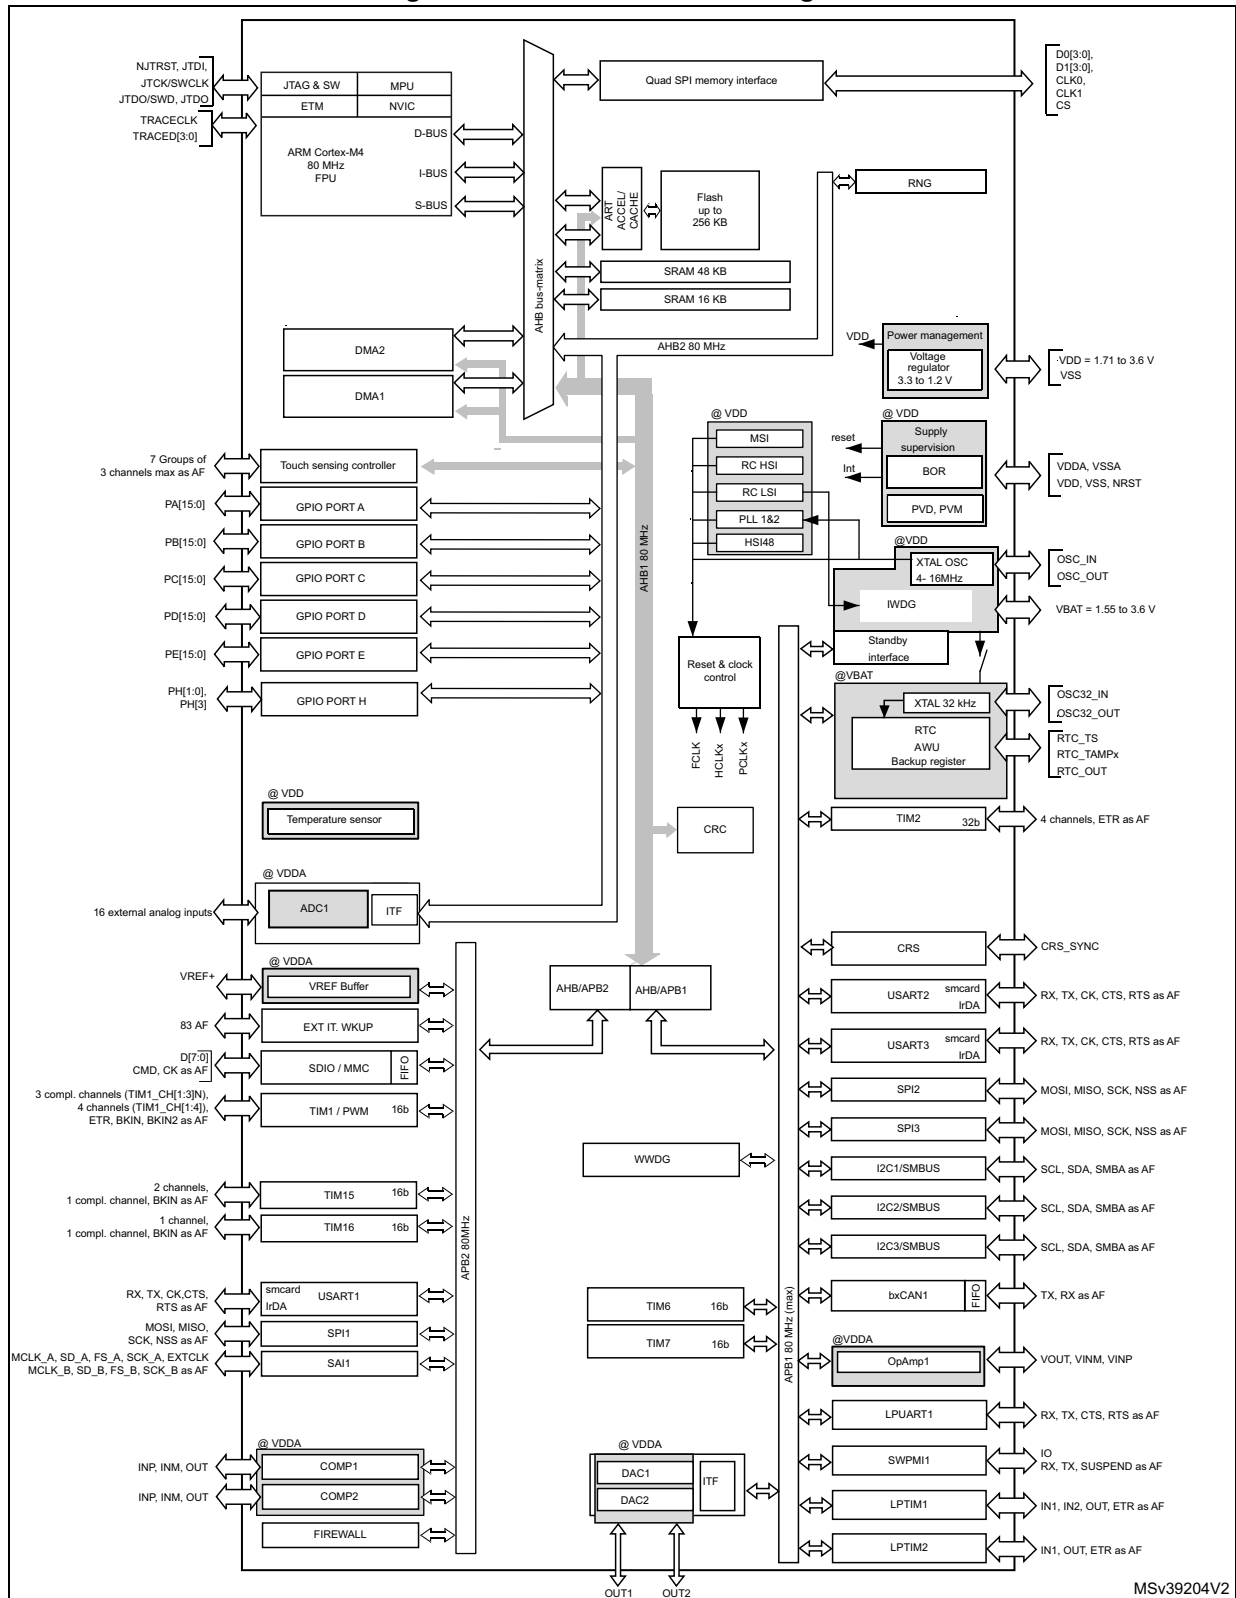 NJTRST, JTDI,
JTCK/SWCLK
JTDO/SWD, JTDO
TRACECLK
TRACED[3:0]
JTAG & SW
MPU
ETM
NVIC
ARM Cortex-M4
80 MHz
FPU
D-BUS
I-BUS
S-BUS
AHB bus-matrix
Quad SPI memory interface
D0[3:0],
D1[3:0],
CLK0,
CLK1
CS
ART
ACCEL/
CACHE
Flash
up to
256 KB
RNG
SRAM 48 KB
SRAM 16 KB
AHB2 80 MHz
DMA2
DMA1
VDD
Power management
Voltage
regulator
3.3 to 1.2 V
VDD = 1.71 to 3.6 V
VSS
@ VDD
MSI
RC HSI
RC LSI
PLL 1&2
HSI48
@ VDD
reset
Int
Supply
supervision
BOR
PVD, PVM
VDDA, VSSA
VDD, VSS, NRST
7 Groups of
3 channels max as AF
Touch sensing controller
PA[15:0]
GPIO PORT A
PB[15:0]
GPIO PORT B
PC[15:0]
GPIO PORT C
PD[15:0]
GPIO PORT D
PE[15:0]
GPIO PORT E
PH[1:0],
PH[3]
GPIO PORT H
AHB1 80 MHz
@VDD
XTAL OSC
4- 16MHz
IWDG
OSC_IN
OSC_OUT
VBAT = 1.55 to 3.6 V
Standby
interface
Reset & clock
control
FCLK
HCLKx
PCLKx
@VBAT
XTAL 32 kHz
RTC
AWU
Backup register
OSC32_IN
OSC32_OUT
RTC_TS
RTC_TAMPx
RTC_OUT
@ VDD
Temperature sensor
CRC
TIM2
32b
4 channels, ETR as AF
@ VDDA
16 external analog inputs
ADC1
ITF
CRS
CRS_SYNC
@ VDDA
VREF+
VREF Buffer
AHB/APB2
AHB/APB1
USART2
smcard
IrDA
RX, TX, CK, CTS, RTS as AF
83 AF
EXT IT. WKUP
USART3
smcard
IrDA
RX, TX, CK, CTS, RTS as AF
D[7:0]
CMD, CK as AF
SDIO / MMC
FIFO
SPI2
MOSI, MISO, SCK, NSS as AF
3 compl. channels (TIM1_CH[1:3]N),
4 channels (TIM1_CH[1:4]),
ETR, BKIN, BKIN2 as AF
TIM1 / PWM
16b
SPI3
MOSI, MISO, SCK, NSS as AF
WWDG
I2C1/SMBUS
SCL, SDA, SMBA as AF
2 channels,
1 compl. channel, BKIN as AF
TIM15
16b
I2C2/SMBUS
SCL, SDA, SMBA as AF
1 channel,
1 compl. channel, BKIN as AF
TIM16
16b
I2C3/SMBUS
SCL, SDA, SMBA as AF
APB2 80MHz
APB1 80 MHz (max)
RX, TX, CK,CTS,
RTS as AF
smcard
IrDA
USART1
TIM6
16b
bxCAN1
FIFO
TX, RX as AF
MOSI, MISO,
SCK, NSS as AF
SPI1
TIM7
16b
@VDDA
OpAmp1
VOUT, VINM, VINP
MCLK_A, SD_A, FS_A, SCK_A, EXTCLK
MCLK_B, SD_B, FS_B, SCK_B as AF
SAI1
LPUART1
RX, TX, CTS, RTS as AF
@ VDDA
INP, INM, OUT
COMP1
INP, INM, OUT
COMP2
FIREWALL
@ VDDA
DAC1
DAC2
ITF
OUT1
OUT2
SWPMI1
IO
RX, TX, SUSPEND as AF
LPTIM1
IN1, IN2, OUT, ETR as AF
LPTIM2
IN1, OUT, ETR as AF
MSv39204V2